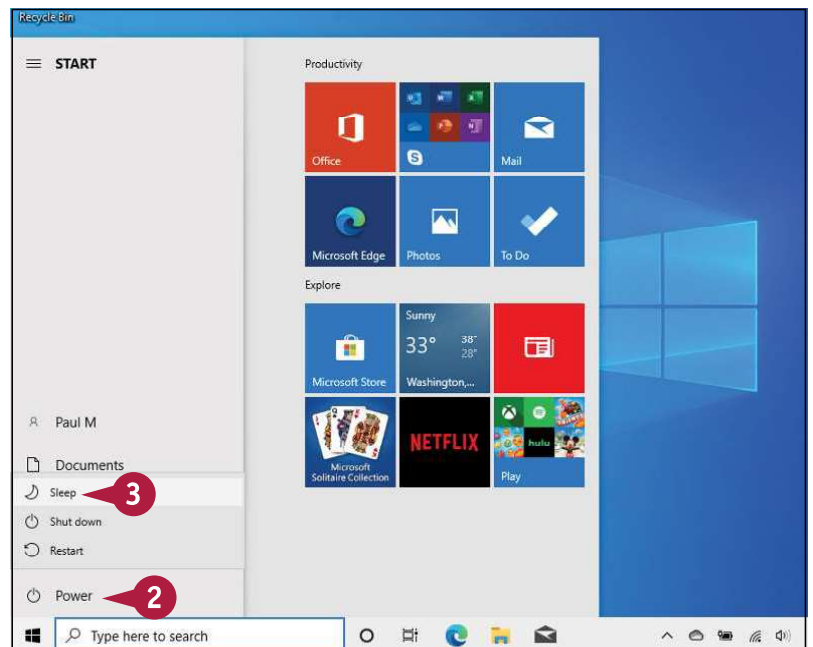 Recycle Bin
START
Productivity
Office
S
Mail
Microsoft Edge
Photos
To Do
Explore
Microsoft Store
Sunny
33° 38°
28°
Washington,...
Microsoft
Solitaire Collection
NETFLIX
hulu
Play
Paul M
Documents
Sleep
3
Shut down
Restart
Power
2
Type here to search